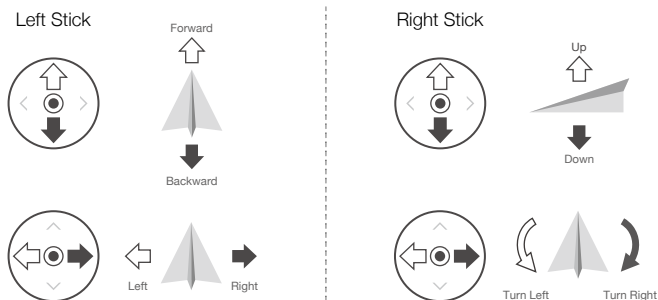 Left Stick
Forward
Backward
Left
Right
Right Stick
Up
Down
Turn Left
Turn Right